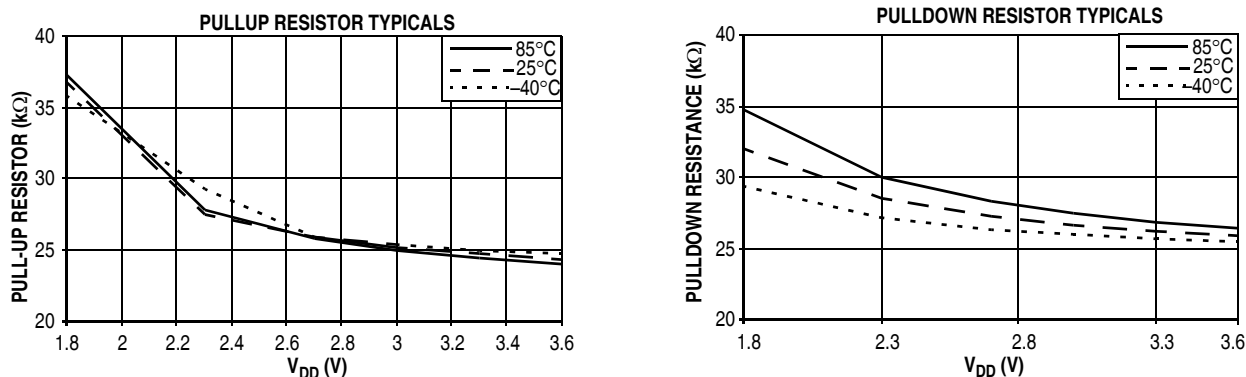 PULLUP RESISTOR TYPICALS
PULL-UP RESISTOR (kΩ)
40
35
30
25
20
85°C
25°C
–40°C
1.8 2 2.2 2.4 2.6 2.8 3 3.2 3.4 3.6
VDD (V)
PULLDOWN RESISTOR TYPICALS
PULLDOWN RESISTANCE (kΩ)
40
35
30
25
20
85°C
25°C
–40°C
1.8 2.3 2.8 3.3 3.6
VDD (V)